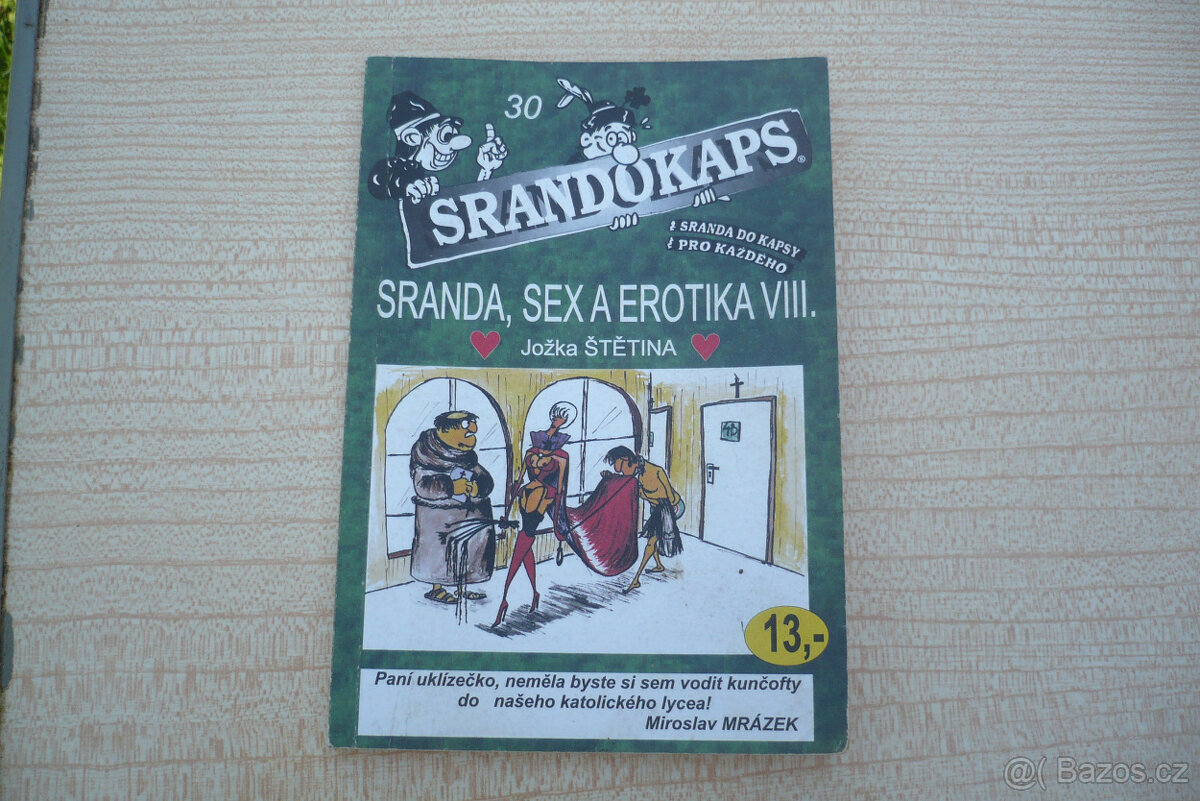 30
SRANDOKAPS®
SRANDA DO KAPSY
PRO KAŽDÉHO
SRANDA, SEX A EROTIKA VIII.
Jožka ŠTĚTINA
13,-
Paní uklízečko, neměla byste si sem vodit kunčofty
do našeho katolického lycea!
Miroslav MRÁZEK
@( Bazos.cz